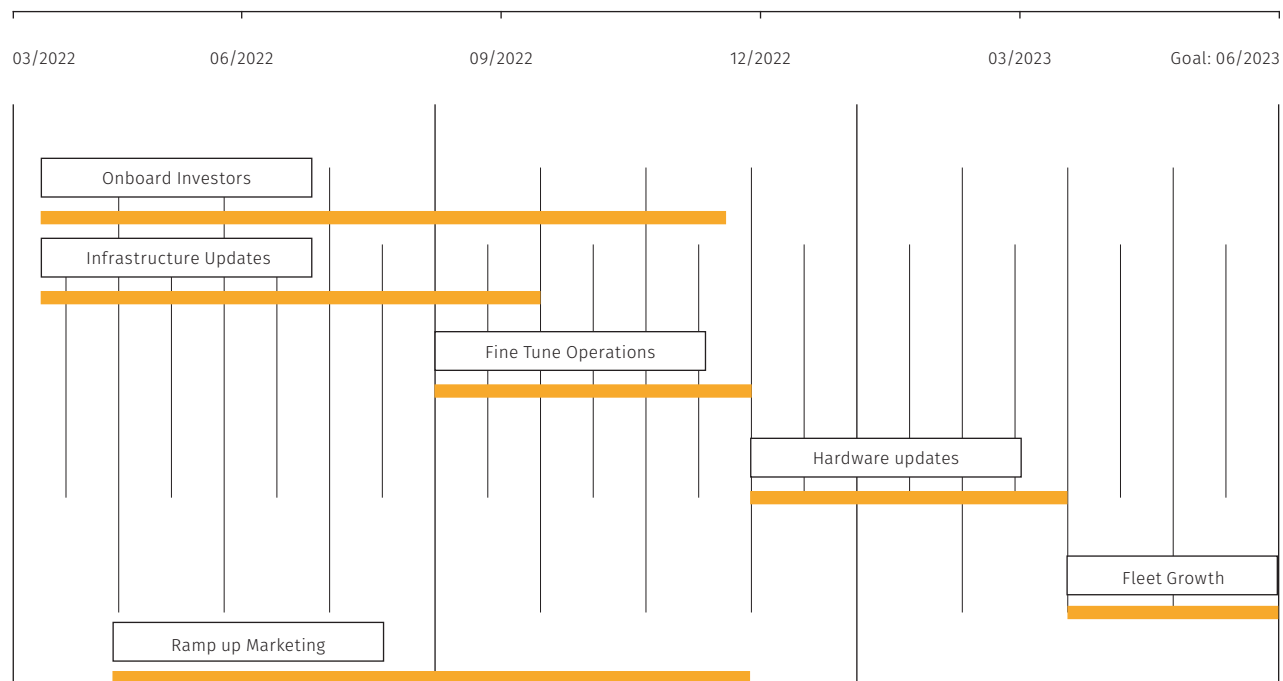 03/2022 06/2022 09/2022 12/2022 03/2023 Goal: 06/2023
Onboard Investors
Infrastructure Updates
Fine Tune Operations
Hardware updates
Fleet Growth
Ramp up Marketing